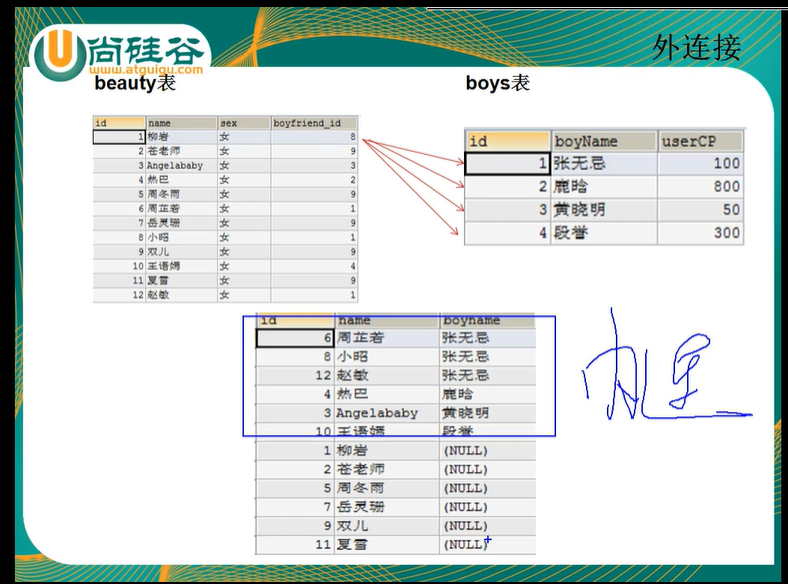 尚硅谷
www.atguigu.com
外连接
beauty表
boys表
id name sex boyfriend_id
1 柳岩 女 8
2 苍老师 女 9
3 Angelababy 女 3
4 热巴 女 2
5 周冬雨 女 9
6 周芷若 女 1
7 岳灵珊 女 9
8 小昭 女 1
9 双儿 女 9
10 王语嫣 女 4
11 夏雪 女 9
12 赵敏 女 1
id boyName userCP
1 张无忌 100
2 鹿晗 800
3 黄晓明 50
4 段誉 300
id name boyname
6 周芷若 张无忌
8 小昭 张无忌
12 赵敏 张无忌
4 热巴 鹿晗
3 Angelababy 黄晓明
10 王语嫣 段誉
1 柳岩 (NULL)
2 苍老师 (NULL)
5 周冬雨 (NULL)
7 岳灵珊 (NULL)
9 双儿 (NULL)
11 夏雪 (NULL)